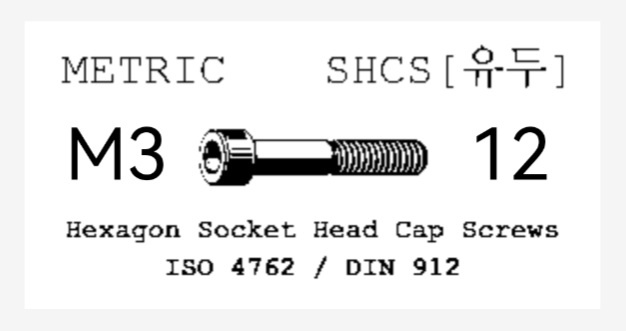 METRIC SHCS[유두]
M3 12
Hexagon Socket Head Cap Screws
ISO 4762 / DIN 912